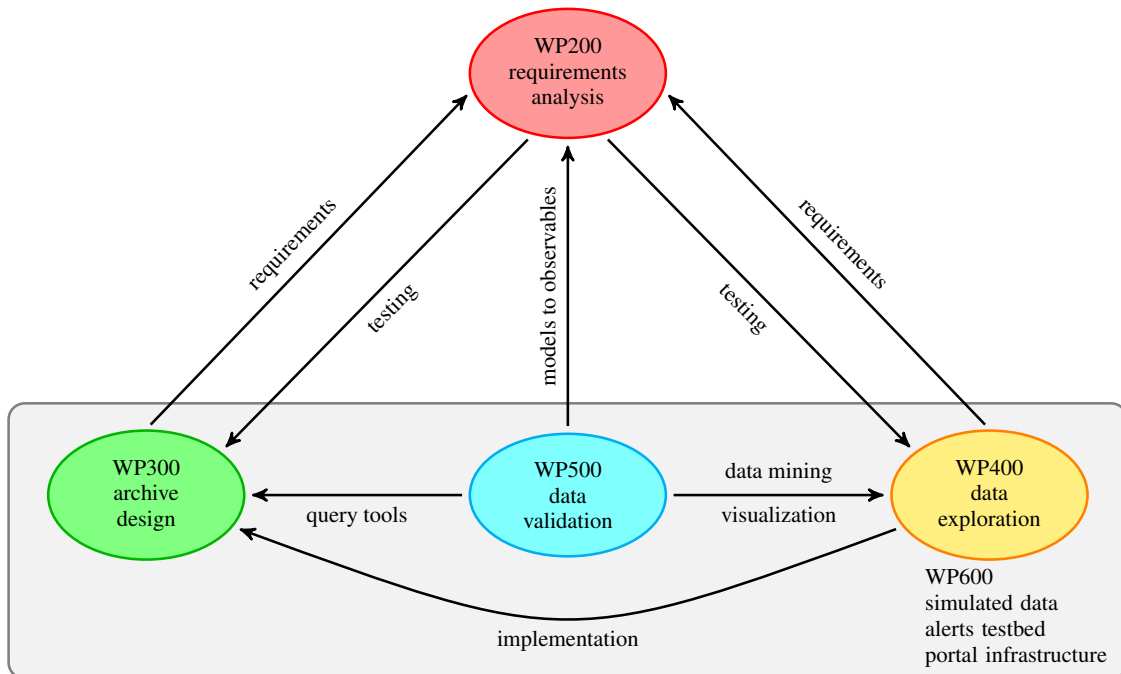 WP200
requirements
analysis
requirements
testing
models to observables
testing
requirements
WP300
archive
design
query tools
WP500
data
validation
data mining
visualization
WP400
data
exploration
implementation
WP600
simulated data
alerts testbed
portal infrastructure